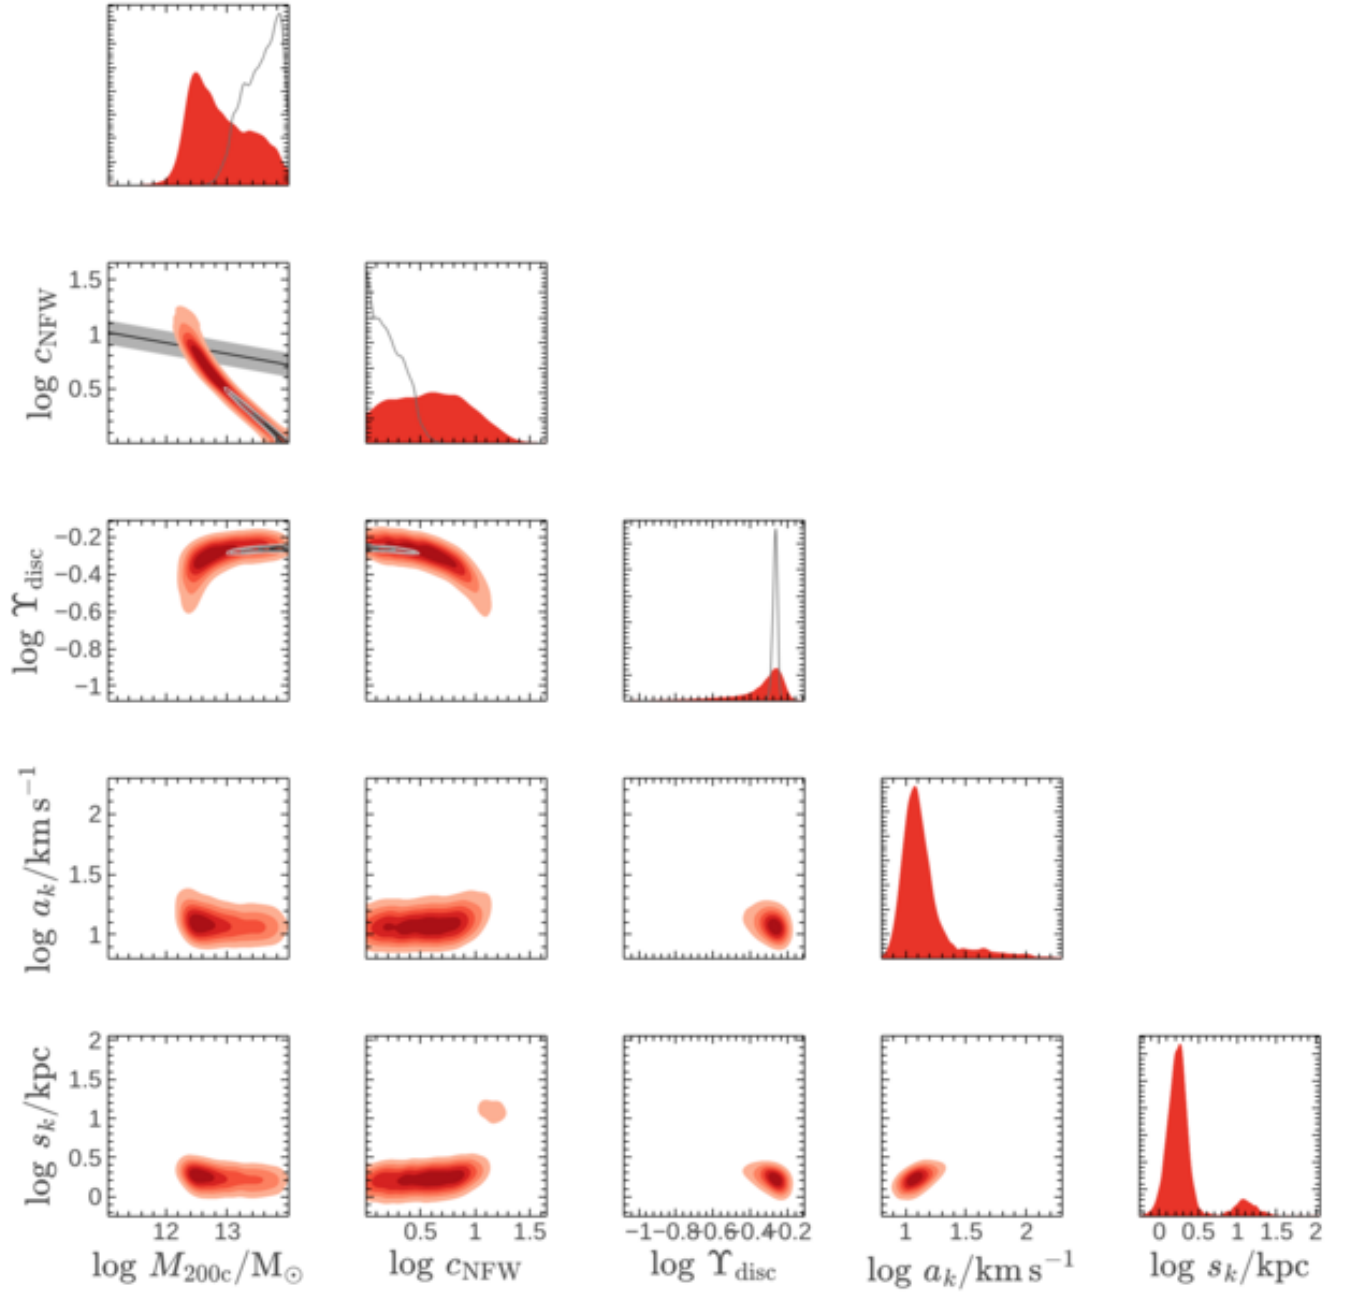 log c_NFW
1.5
1
0.5
log ϒ_disc
−0.2
−0.4
−0.6
−0.8
−1
log a_k/km s⁻¹
2
1.5
1
log s_k/kpc
2
1.5
1
0.5
0
12 13
0.5 1 1.5
−1 −0.8 −0.6 −0.4 −0.2
1 1.5 2
0 0.5 1 1.5 2
log M_200c/M_⊙
log c_NFW
log ϒ_disc
log a_k/km s⁻¹
log s_k/kpc